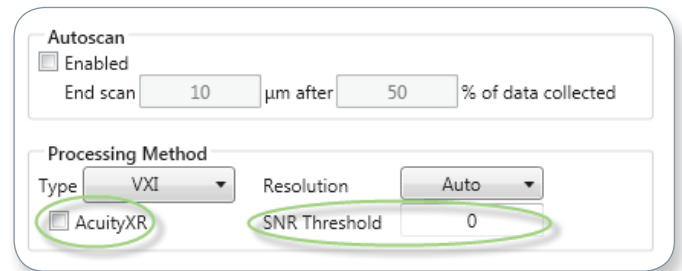 Autoscan
Enabled
End scan 10 µm after 50 % of data collected
Processing Method
Type VXI Resolution Auto
AcuityXR SNR Threshold 0